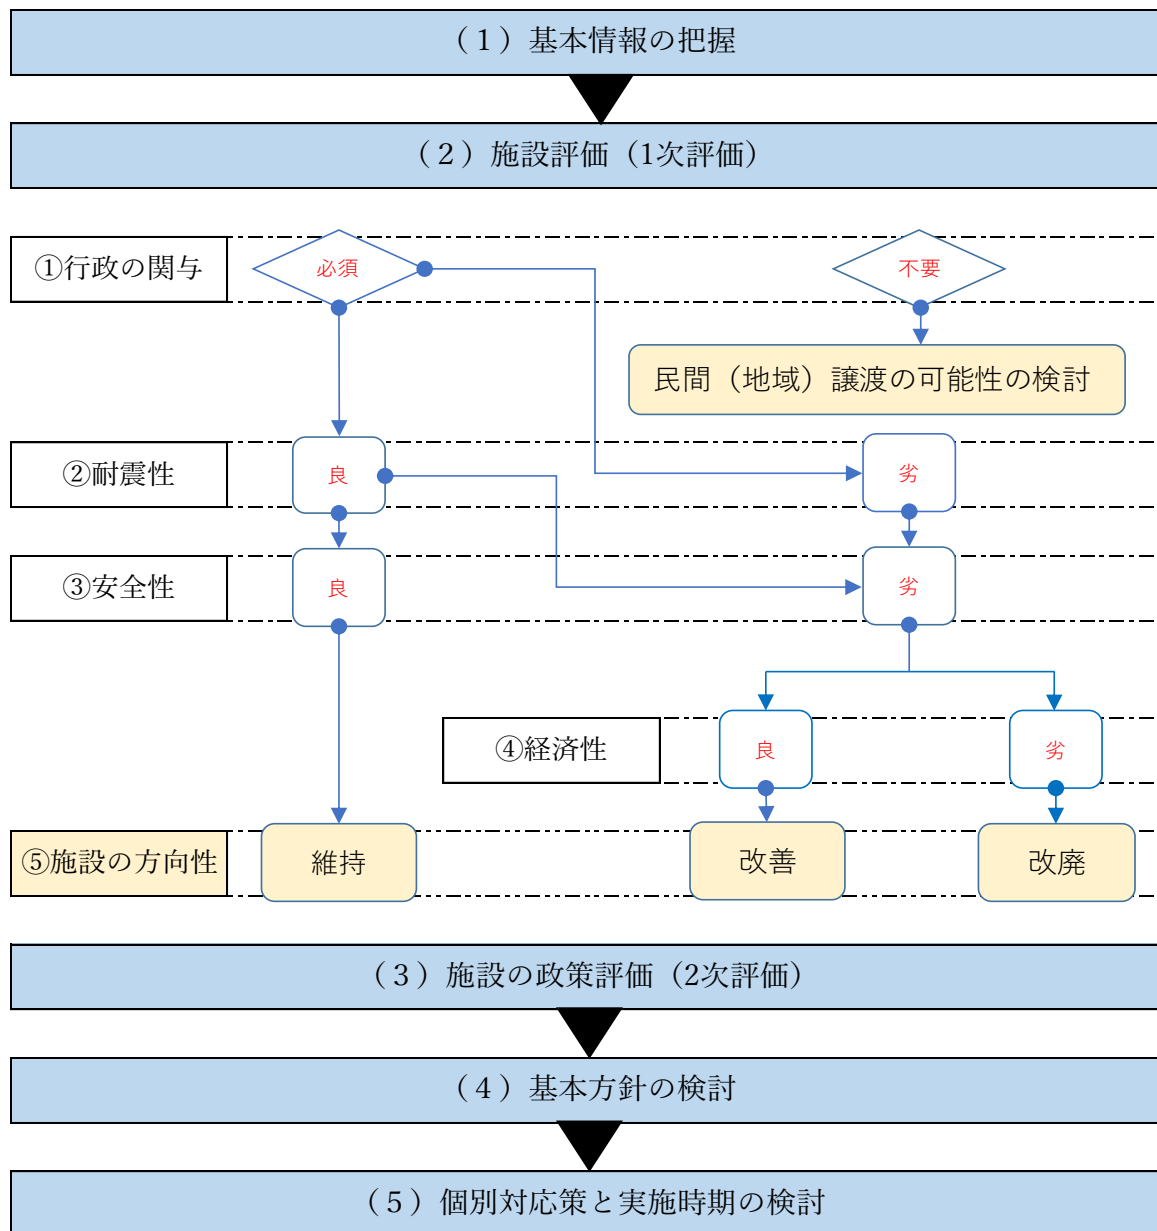 （１）基本情報の把握
（２）施設評価（1次評価）
①行政の関与
必須
不要
民間（地域）譲渡の可能性の検討
②耐震性
良
劣
③安全性
良
劣
④経済性
良
劣
⑤施設の方向性
維持
改善
改廃
（３）施設の政策評価（2次評価）
（４）基本方針の検討
（５）個別対応策と実施時期の検討